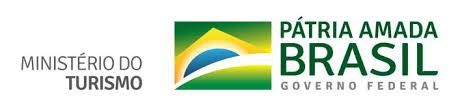 MINISTÉRIO DO
TURISMO
PÁTRIA AMADA
BRASIL
GOVERNO FEDERAL